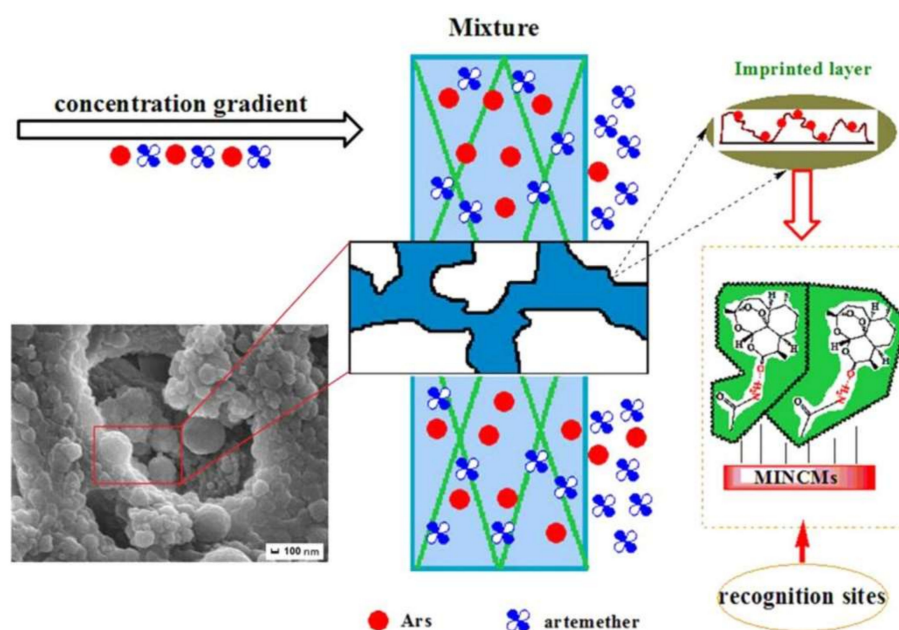 Mixture
concentration gradient
Imprinted layer
MINCMs
100 nm
recognition sites
Ars
artemether